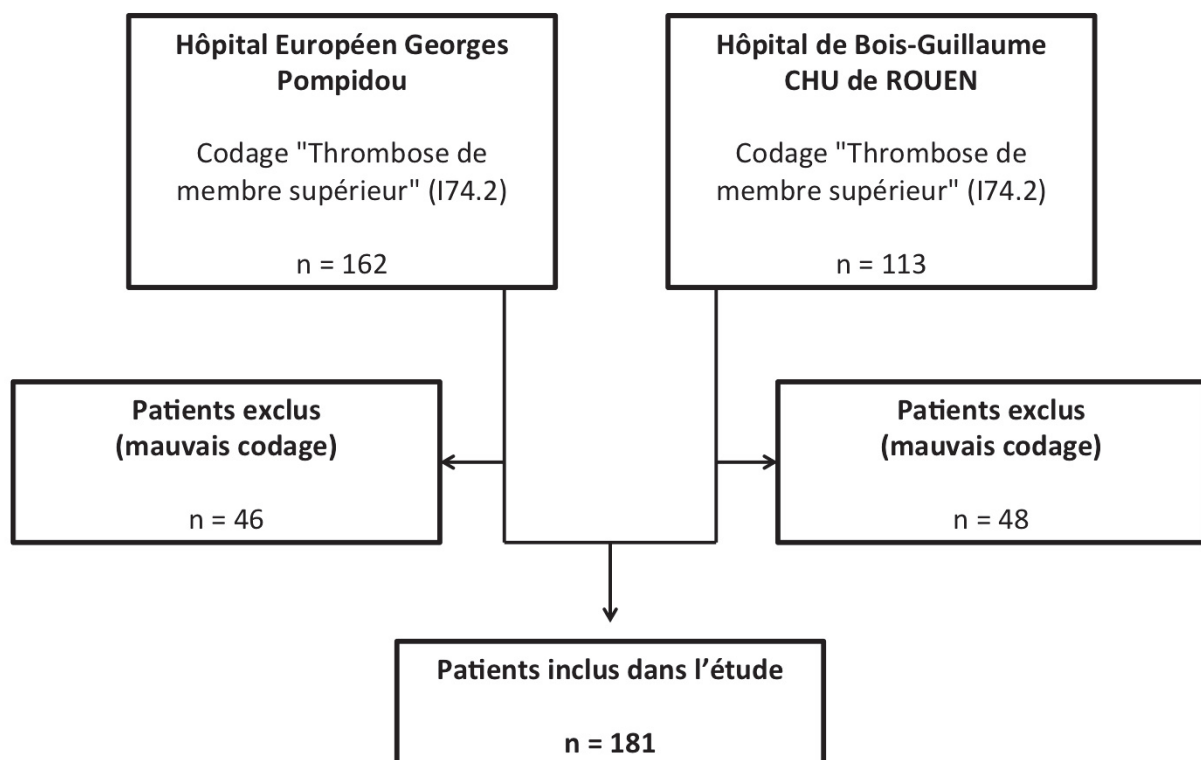 Hôpital Européen Georges
Pompidou
Codage "Thrombose de
membre supérieur" (I74.2)
n = 162
Hôpital de Bois-Guillaume
CHU de ROUEN
Codage "Thrombose de
membre supérieur" (I74.2)
n = 113
Patients exclus
(mauvais codage)
n = 46
Patients exclus
(mauvais codage)
n = 48
Patients inclus dans l’étude
n = 181